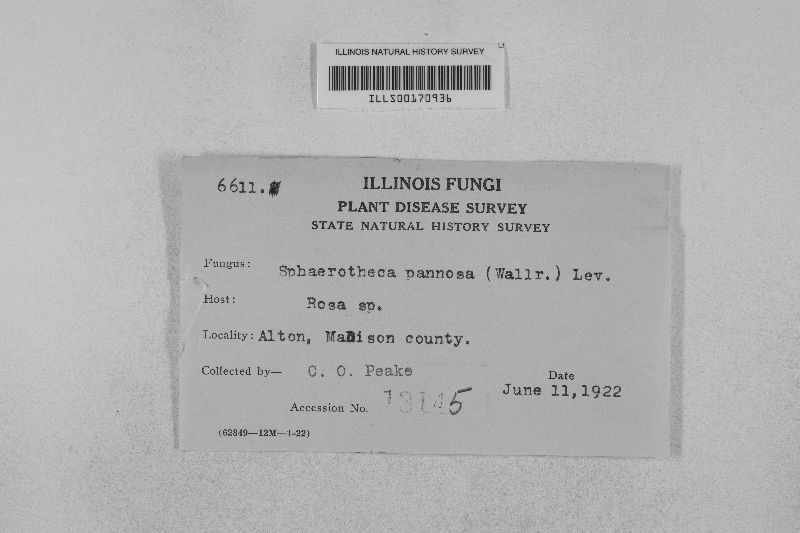 ILLINOIS NATURAL HISTORY SURVEY
ILLS00170936
6611.
ILLINOIS FUNGI
PLANT DISEASE SURVEY
STATE NATURAL HISTORY SURVEY
Fungus: Sphaerotheca pannosa (Wallr.) Lev.
Host: Rosa sp.
Locality: Alton, Madison county.
Collected by— C. O. Peake
Date
June 11, 1922
Accession No. 13145
(62849—12M—4-22)